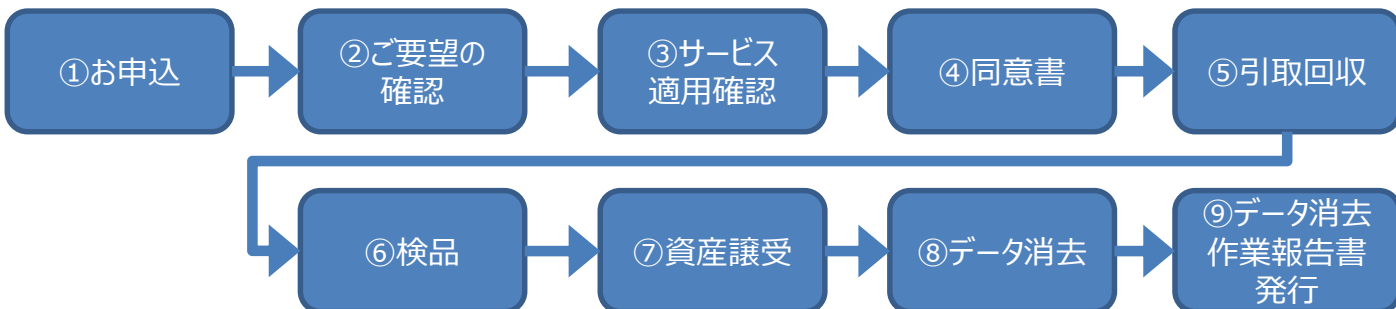 ①お申込
②ご要望の
確認
③サービス
適用確認
④同意書
⑤引取回収
⑥検品
⑦資産譲受
⑧データ消去
⑨データ消去
作業報告書
発行